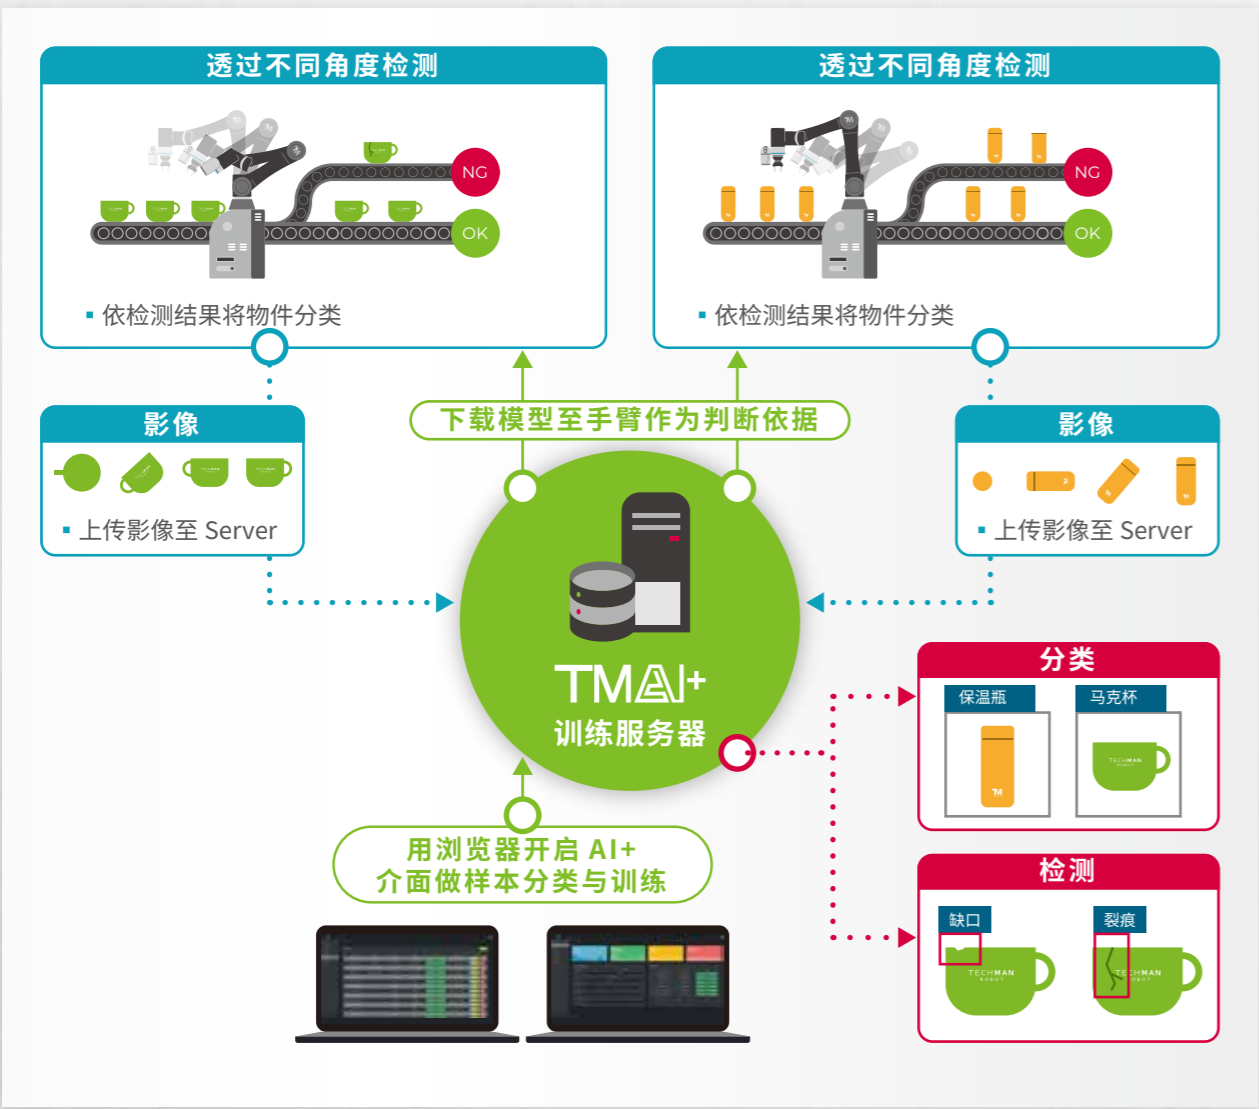 透过不同角度检测
透过不同角度检测
NG
OK
NG
OK
依检测结果将物件分类
依检测结果将物件分类
下载模型至手臂作为判断依据
影像
影像
上传影像至 Server
上传影像至 Server
TMAI+
训练服务器
分类
保温瓶
马克杯
TM
TECHMAN
ROBOT
用浏览器开启 AI+
介面做样本分类与训练
检测
缺口
裂痕
TECHMAN
ROBOT
TECHMAN
ROBOT